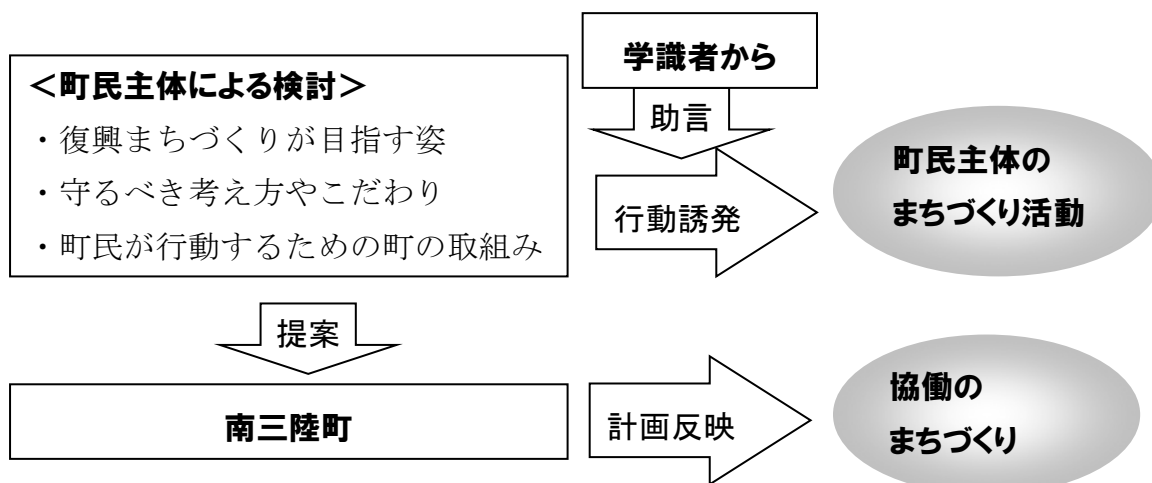 学識者から
助言
＜町民主体による検討＞
・復興まちづくりが目指す姿
・守るべき考え方やこだわり
・町民が行動するための町の取組み
行動誘発
町民主体の
まちづくり活動
提案
南三陸町
計画反映
協働の
まちづくり